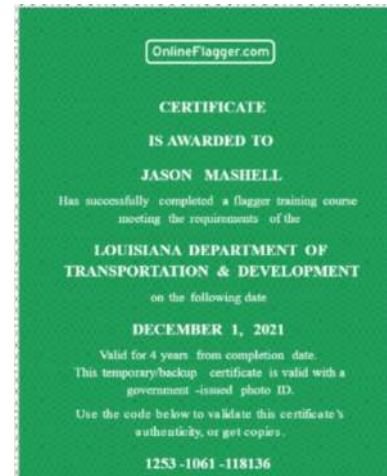 OnlineFlagger.com
CERTIFICATE
IS AWARDED TO
JASON MASHELL
Has successfully completed a flagger training course
meeting the requirements of the
LOUISIANA DEPARTMENT OF
TRANSPORTATION & DEVELOPMENT
on the following date
DECEMBER 1, 2021
Valid for 4 years from completion date.
This temporary/backup certificate is valid with a
government -issued photo ID.
Use the code below to validate this certificate's
authenticity, or get copies.
1253 -1061 -118136